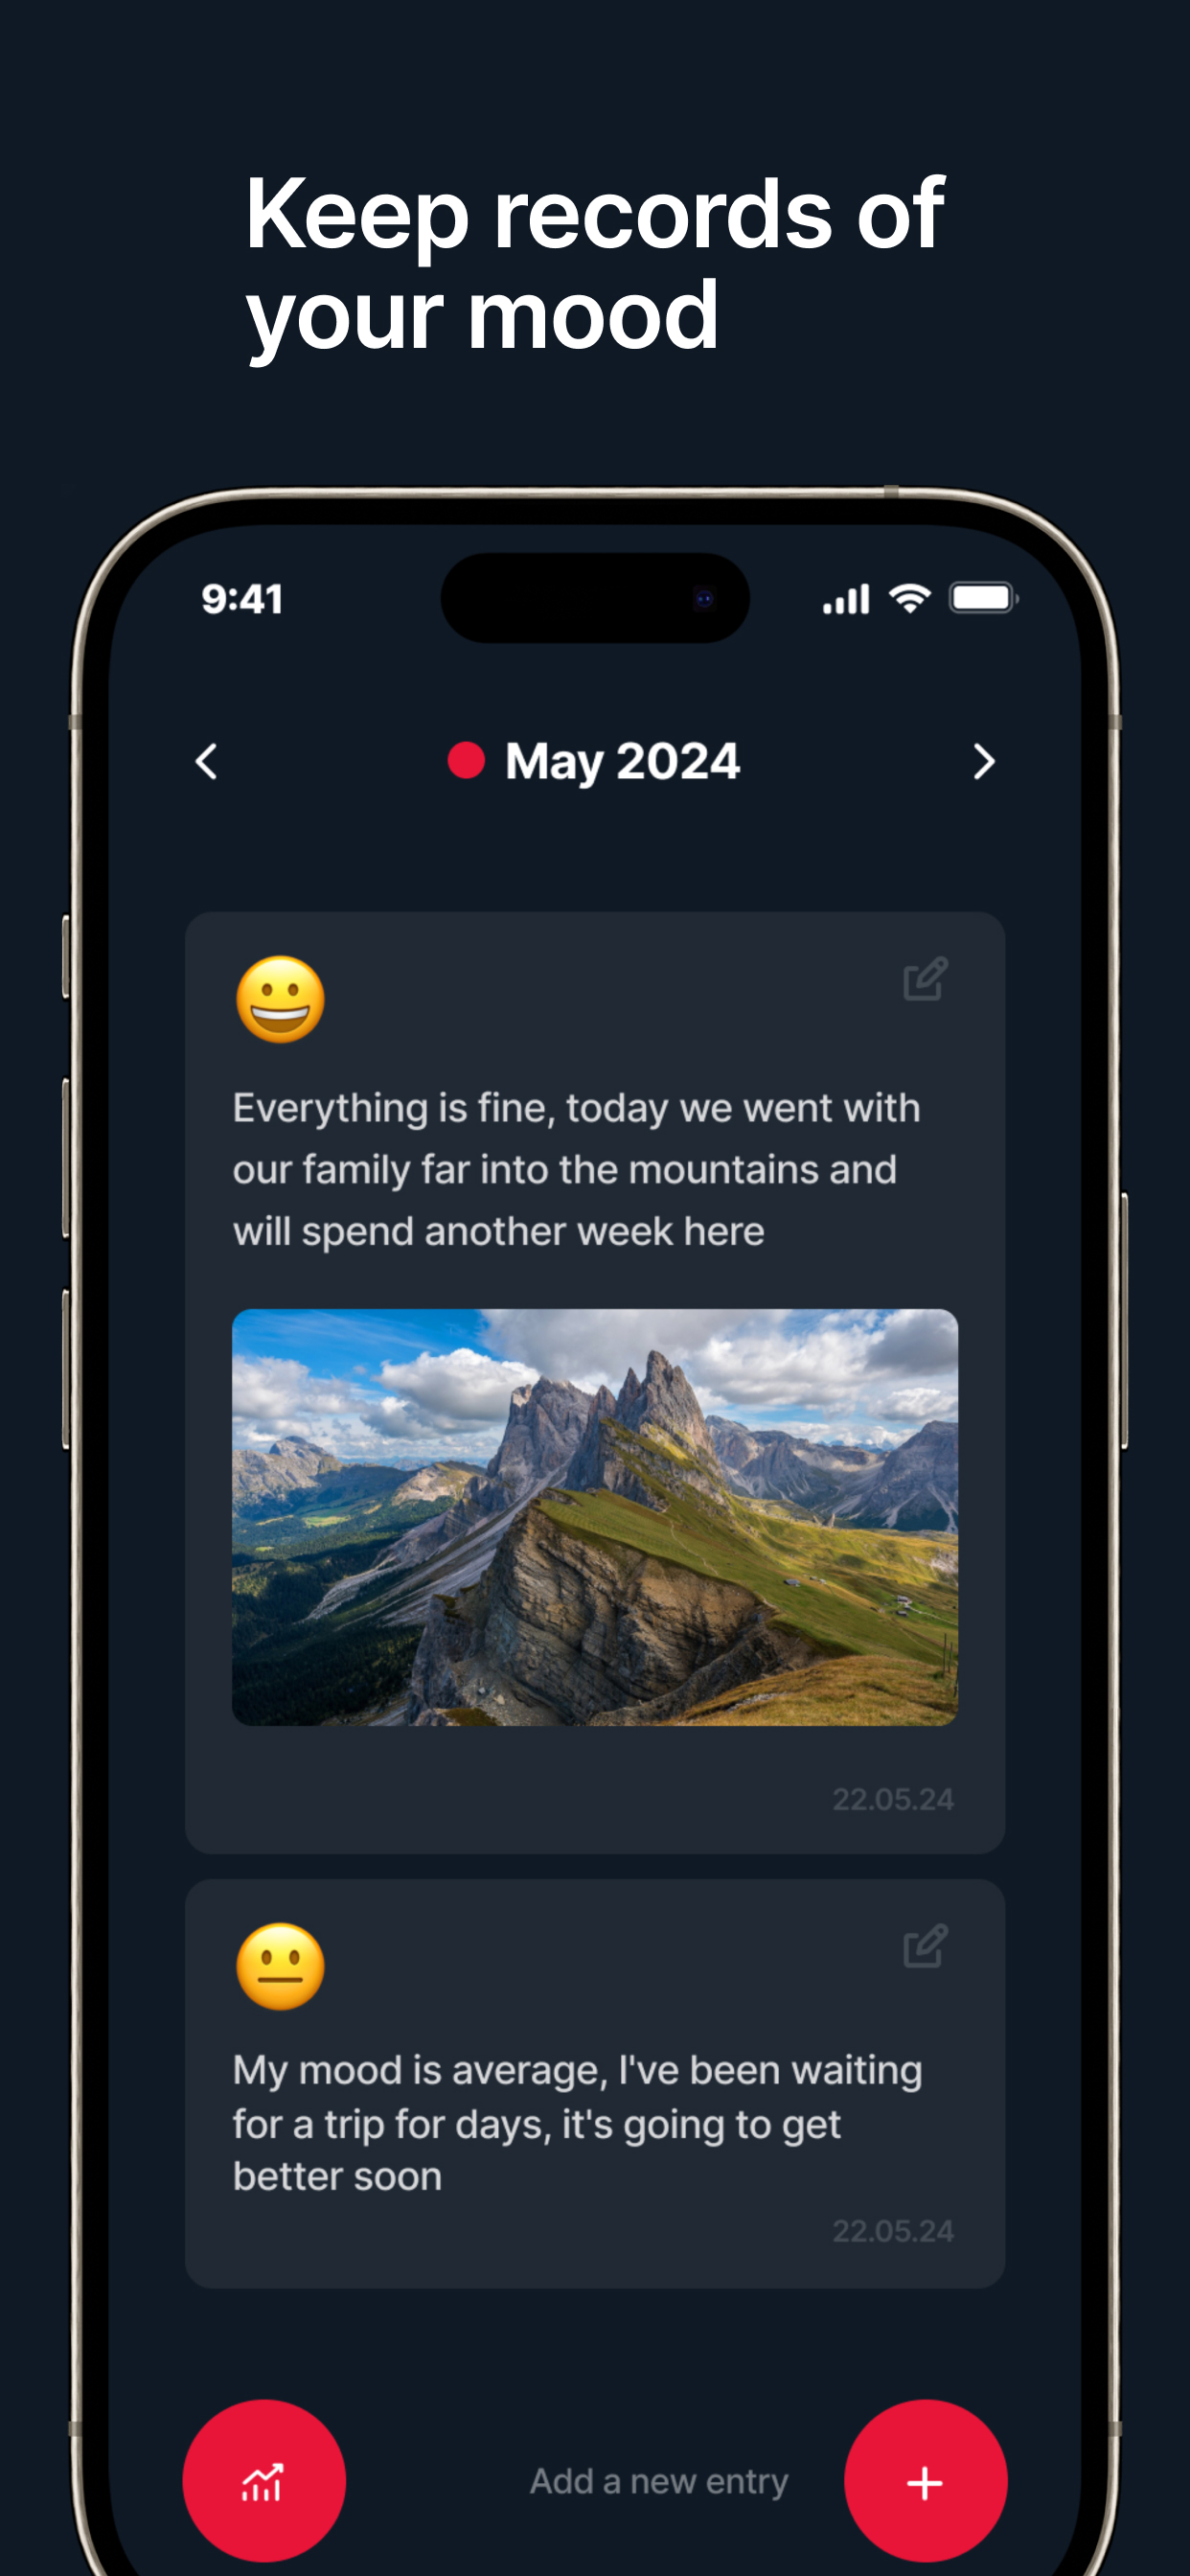 Keep records of
your mood
9:41
May 2024
Everything is fine, today we went with
our family far into the mountains and
will spend another week here
22.05.24
My mood is average, I've been waiting
for a trip for days, it's going to get
better soon
22.05.24
Add a new entry